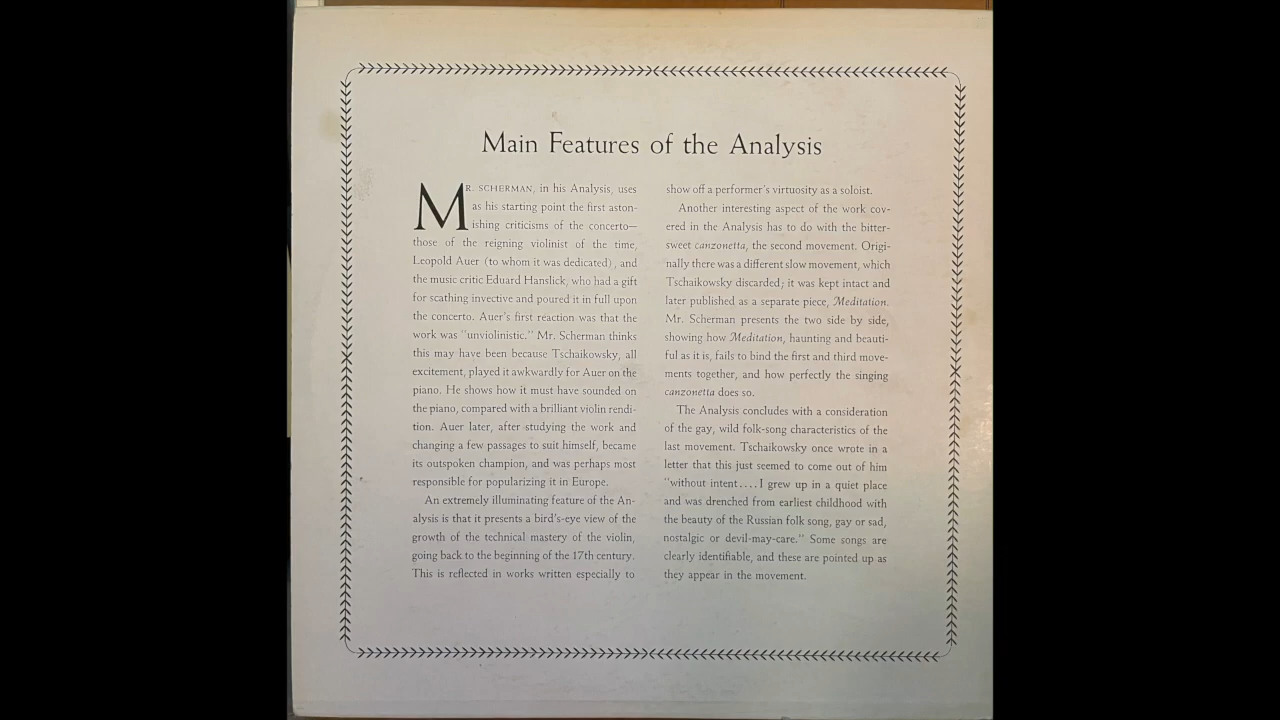 Main Features of the Analysis
MR. SCHERMAN, in his Analysis, uses
as his starting point the first aston-
ishing criticisms of the concerto—
those of the reigning violinist of the time,
Leopold Auer (to whom it was dedicated), and
the music critic Eduard Hanslick, who had a gift
for scathing invective and poured it in full upon
the concerto. Auer's first reaction was that the
work was "unviolinistic." Mr. Scherman thinks
this may have been because Tschaikowsky, all
excitement, played it awkwardly for Auer on the
piano. He shows how it must have sounded on
the piano, compared with a brilliant violin rendi-
tion. Auer later, after studying the work and
changing a few passages to suit himself, became
its outspoken champion, and was perhaps most
responsible for popularizing it in Europe.
An extremely illuminating feature of the An-
alysis is that it presents a bird's-eye view of the
growth of the technical mastery of the violin,
going back to the beginning of the 17th century.
This is reflected in works written especially to
show off a performer's virtuosity as a soloist.
Another interesting aspect of the work cov-
ered in the Analysis has to do with the bitter-
sweet canzonetta, the second movement. Origi-
nally there was a different slow movement, which
Tschaikowsky discarded; it was kept intact and
later published as a separate piece, Meditation.
Mr. Scherman presents the two side by side,
showing how Meditation, haunting and beauti-
ful as it is, fails to bind the first and third move-
ments together, and how perfectly the singing
canzonetta does so.
The Analysis concludes with a consideration
of the gay, wild folk-song characteristics of the
last movement. Tschaikowsky once wrote in a
letter that this just seemed to come out of him
"without intent....I grew up in a quiet place
and was drenched from earliest childhood with
the beauty of the Russian folk song, gay or sad,
nostalgic or devil-may-care." Some songs are
clearly identifiable, and these are pointed up as
they appear in the movement.